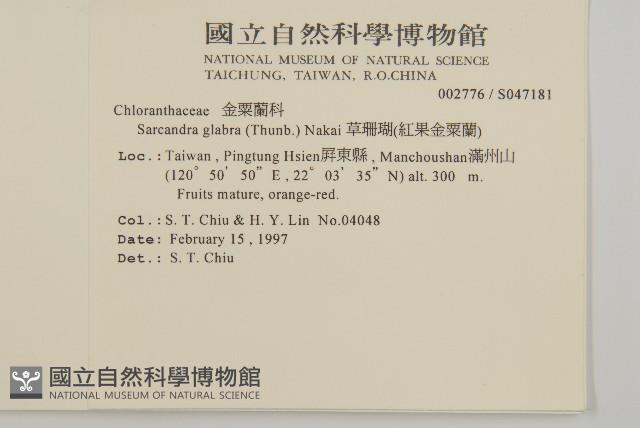 國立自然科學博物館
NATIONAL MUSEUM OF NATURAL SCIENCE
TAICHUNG, TAIWAN, R.O.CHINA
002776 / S047181
Chloranthaceae 金粟蘭科
Sarcandra glabra (Thunb.) Nakai 草珊瑚(紅果金粟蘭)
Loc.: Taiwan , Pingtung Hsien屏東縣 , Manchoushan滿州山
(120° 50' 50" E , 22° 03' 35" N) alt. 300 m.
Fruits mature, orange-red.
Col.: S. T. Chiu & H. Y. Lin No.04048
Date: February 15 , 1997
Det.: S. T. Chiu
國立自然科學博物館
NATIONAL MUSEUM OF NATURAL SCIENCE